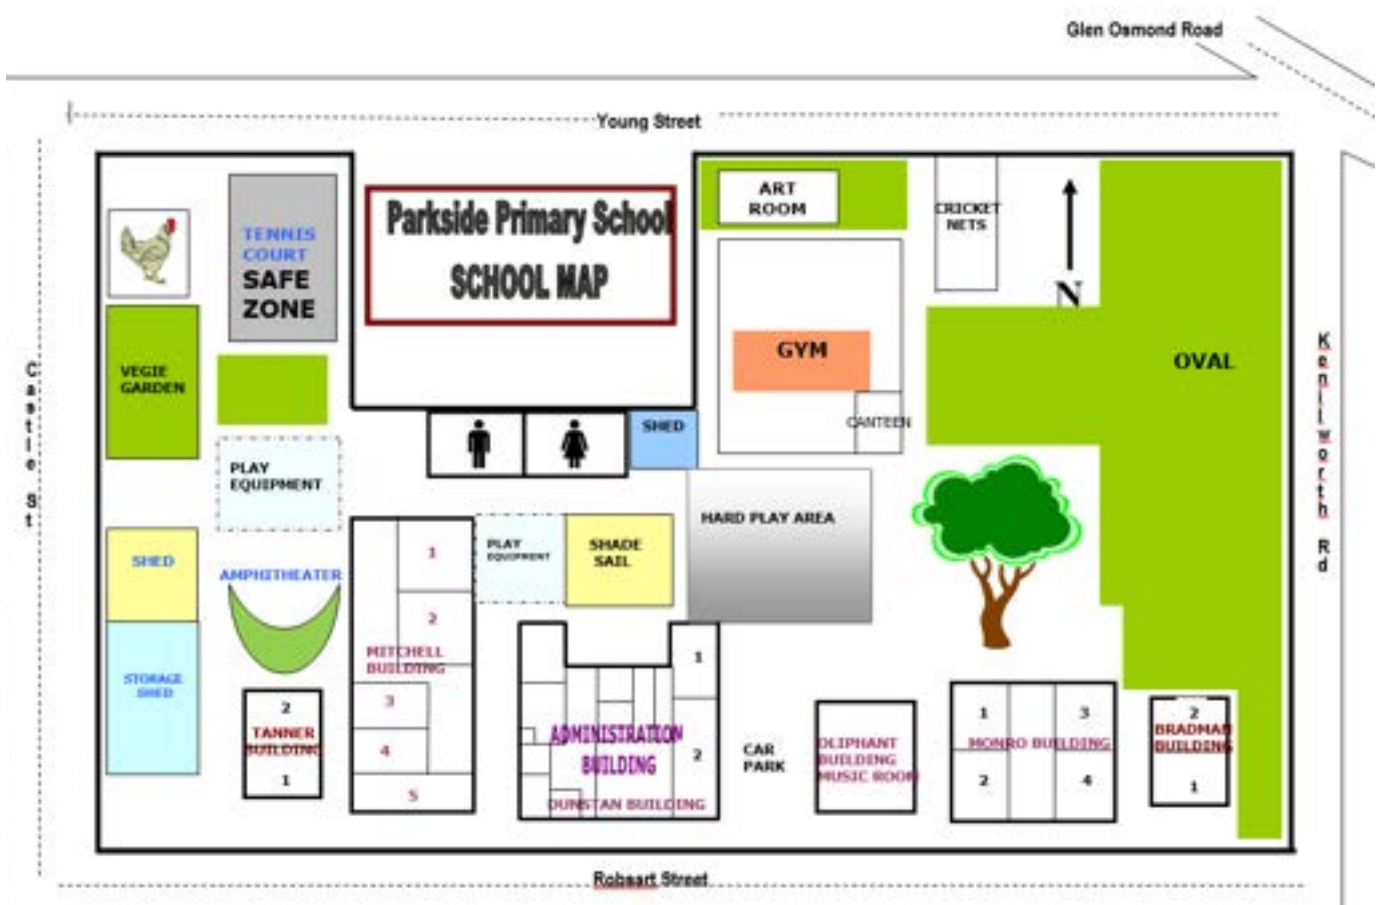 Glen Osmond Road
Young Street
Parkside Primary School
SCHOOL MAP
TENNIS
COURT
SAFE
ZONE
ART
ROOM
CRICKET
NETS
N
GYM
OVAL
CANTEEN
VEGIE
GARDEN
Castle St
Kenilworth Rd
SHED
PLAY
EQUIPMENT
HARD PLAY AREA
PLAY
EQUIPMENT
SHADE
SAIL
SHED
AMPHITHEATER
1
2
MITCHELL
BUILDING
3
4
5
STORAGE
SHED
2
TANNER
BUILDING
1
1
ADMINISTRATION
BUILDING
2
DUNSTAN BUILDING
CAR
PARK
OLIPHANT
BUILDING
MUSIC ROOM
1
3
MONRO BUILDING
2
4
2
BRADMAN
BUILDING
1
Robsart Street